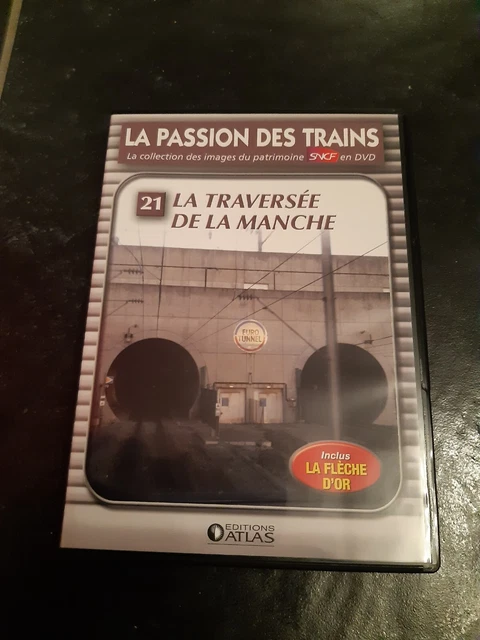 LA PASSION DES TRAINS
La collection des images du patrimoine SNCF en DVD
21 LA TRAVERSÉE
DE LA MANCHE
EURO
TUNNEL
Inclus
LA FLÈCHE
D'OR
EDITIONS
ATLAS